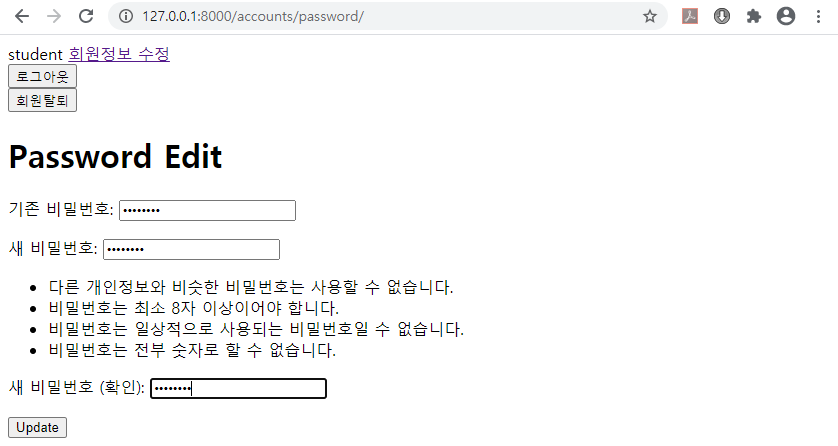 127.0.0.1:8000/accounts/password/
student 회원정보 수정
로그아웃
회원탈퇴
Password Edit
기존 비밀번호: ••••••••
새 비밀번호: ••••••••
• 다른 개인정보와 비슷한 비밀번호는 사용할 수 없습니다.
• 비밀번호는 최소 8자 이상이어야 합니다.
• 비밀번호는 일상적으로 사용되는 비밀번호일 수 없습니다.
• 비밀번호는 전부 숫자로 할 수 없습니다.
새 비밀번호 (확인): ••••••••
Update